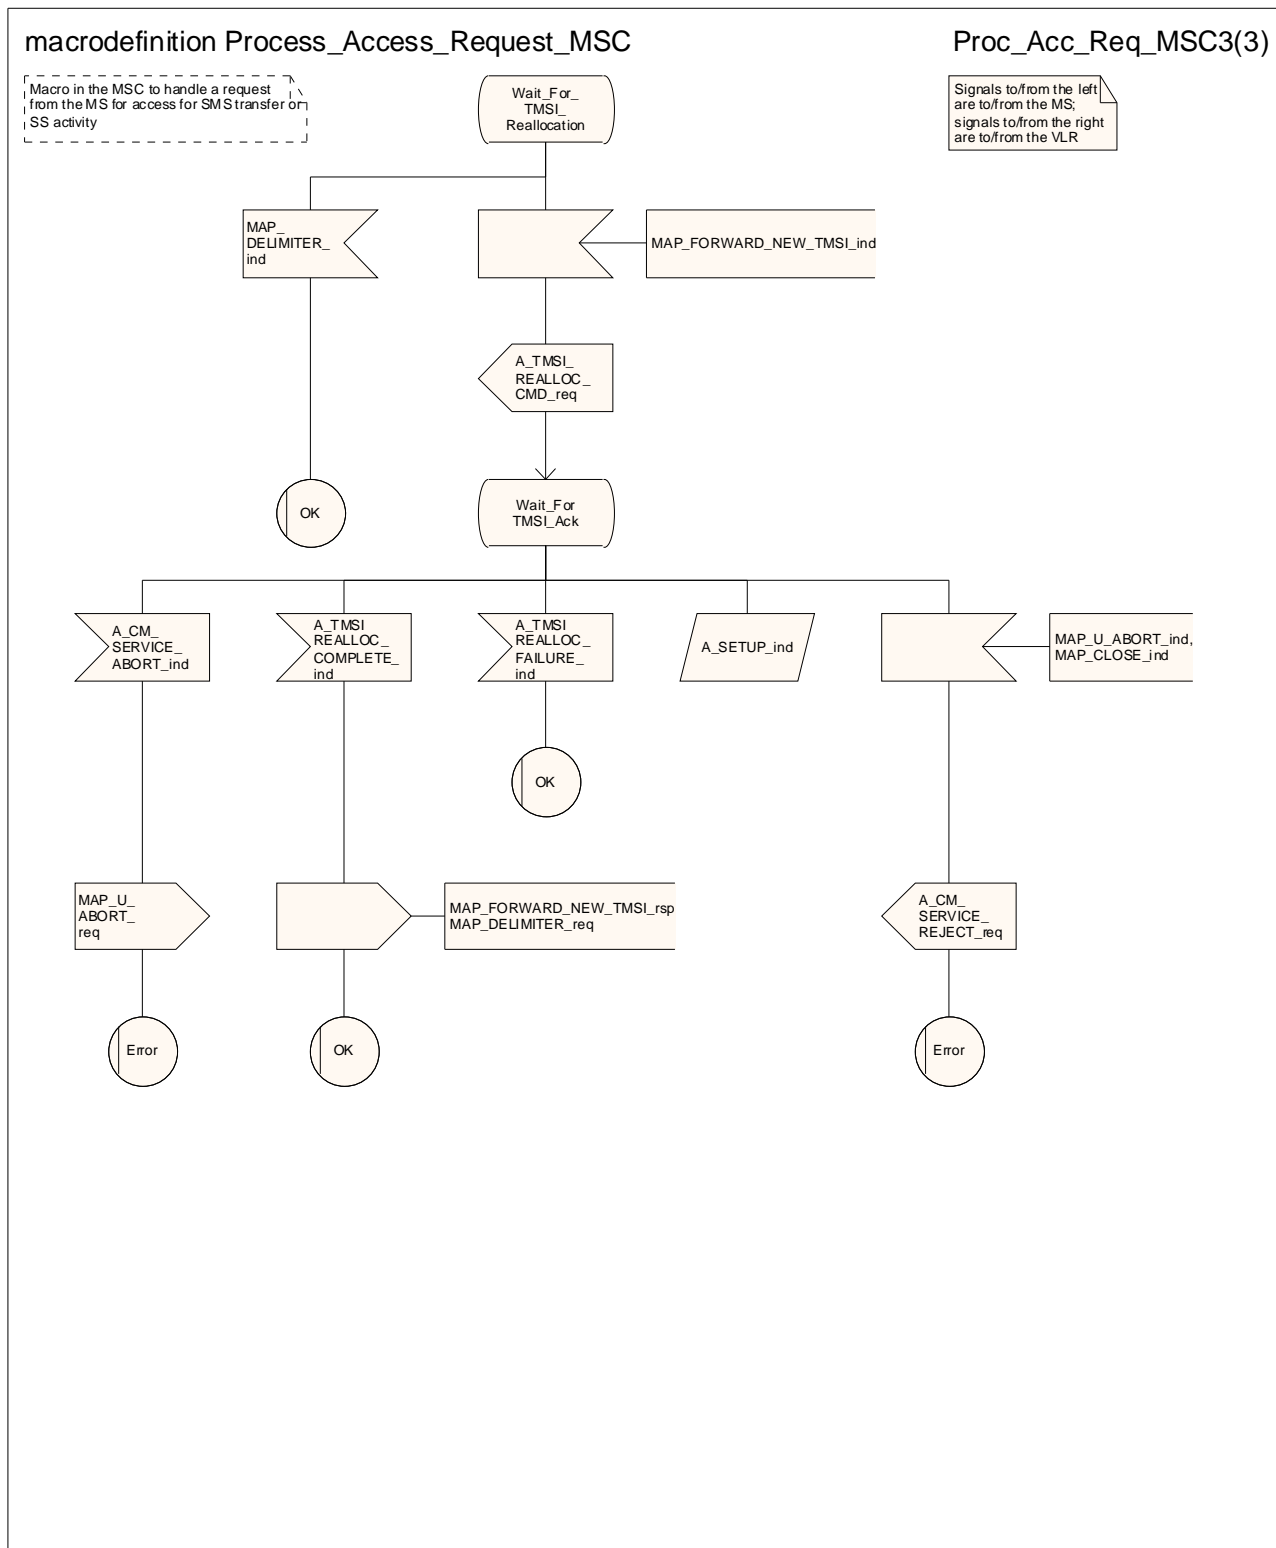 macrodefinition Process_Access_Request_MSC
Proc_Acc_Req_MSC3(3)
Macro in the MSC to handle a request
from the MS for access for SMS transfer or
SS activity
Wait_For_
TMSI_
Reallocation
Signals to/from the left
are to/from the MS;
signals to/from the right
are to/from the VLR
MAP_
DELIMITER_
ind
MAP_FORWARD_NEW_TMSI_ind
A_TMSI_
REALLOC_
CMD_req
OK
Wait_For
TMSI_Ack
A_CM_
SERVICE_
ABORT_ind
A_TMSI
REALLOC_
COMPLETE_
ind
A_TMSI
REALLOC_
FAILURE_
ind
A_SETUP_ind
MAP_U_ABORT_ind,
MAP_CLOSE_ind
OK
MAP_U_
ABORT_
req
MAP_FORWARD_NEW_TMSI_rsp
MAP_DELIMITER_req
A_CM_
SERVICE_
REJECT_req
Error
OK
Error